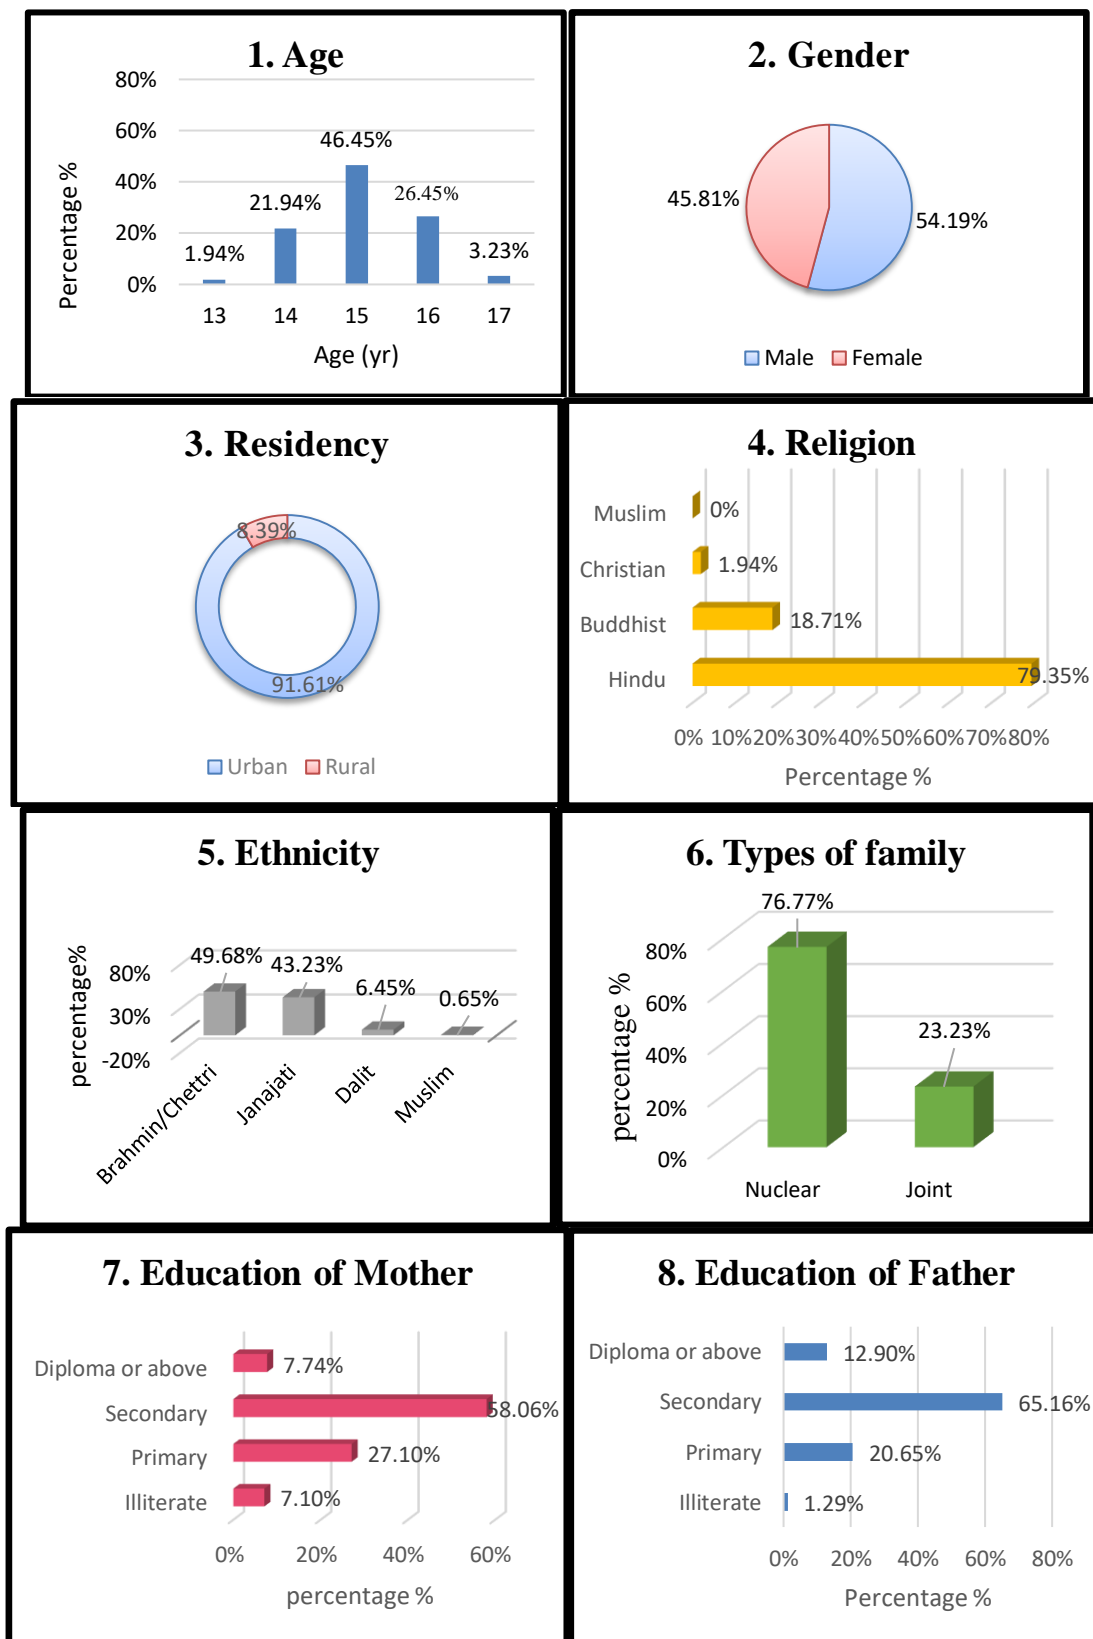 1. Age
80%
60%
40%
20%
0%
Percentage %
1.94%
21.94%
46.45%
26.45%
3.23%
13 14 15 16 17
Age (yr)
2. Gender
45.81%
54.19%
Male Female
3. Residency
8.39%
91.61%
Urban Rural
4. Religion
Muslim 0%
Christian 1.94%
Buddhist 18.71%
Hindu 79.35%
0% 10% 20% 30% 40% 50% 60% 70% 80%
Percentage %
5. Ethnicity
percentage%
80%
30%
-20%
49.68% 43.23% 6.45% 0.65%
Brahmin/Chettri
Janajati
Dalit
Muslim
6. Types of family
percentage %
80%
60%
40%
20%
0%
76.77%
23.23%
Nuclear Joint
7. Education of Mother
Diploma or above 7.74%
Secondary 58.06%
Primary 27.10%
Illiterate 7.10%
0% 20% 40% 60%
percentage %
8. Education of Father
Diploma or above 12.90%
Secondary 65.16%
Primary 20.65%
Illiterate 1.29%
0% 20% 40% 60% 80%
Percentage %